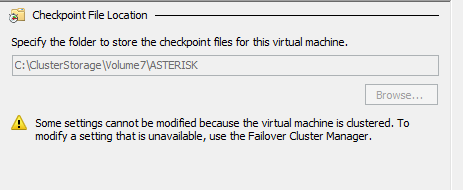 Checkpoint File Location
Specify the folder to store the checkpoint files for this virtual machine.
C:\ClusterStorage\Volume7\ASTERISK
Browse...
Some settings cannot be modified because the virtual machine is clustered. To
modify a setting that is unavailable, use the Failover Cluster Manager.